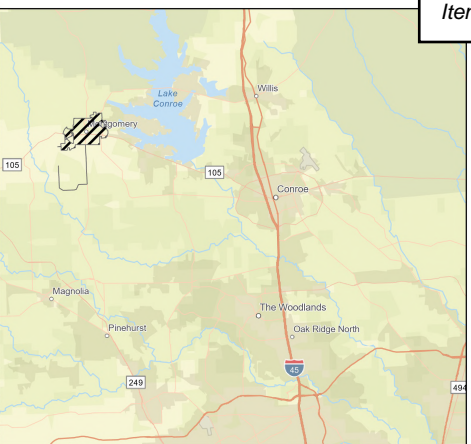 Iter
Willis
Lake
Conroe
Montgomery
105
105
Conroe
Magnolia
The Woodlands
Pinehurst
Oak Ridge North
45
249
494